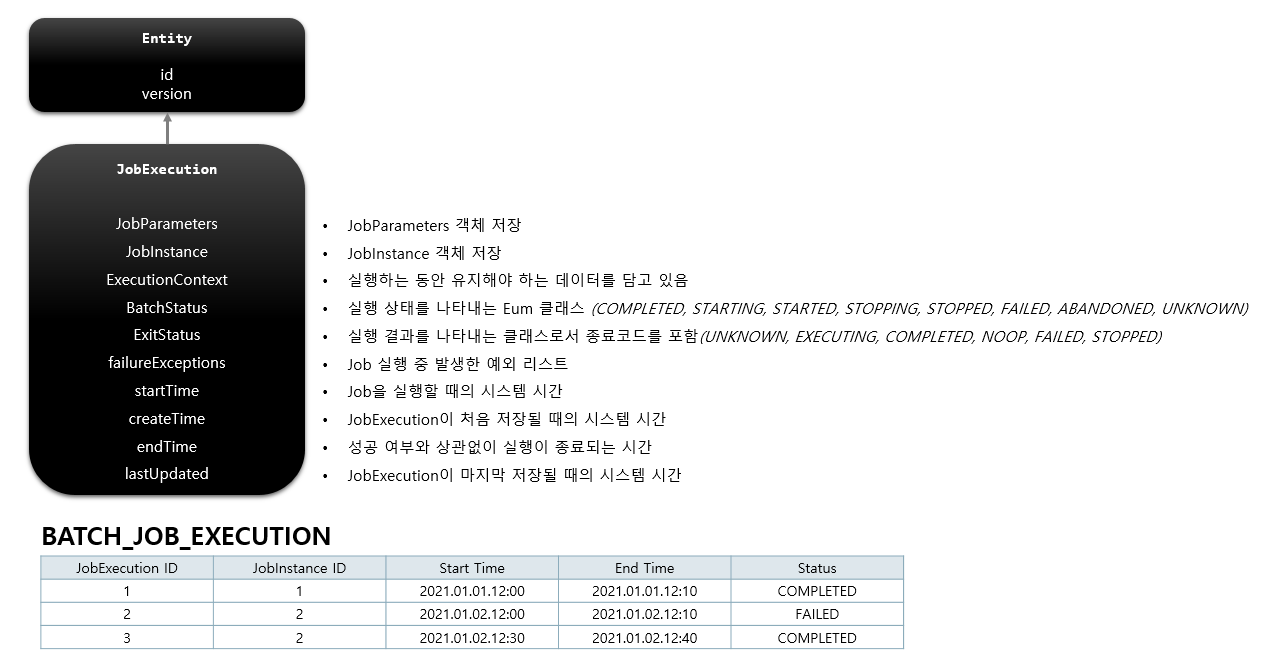 Entity
id
version
JobExecution
JobParameters • JobParameters 객체 저장
JobInstance • JobInstance 객체 저장
ExecutionContext • 실행하는 동안 유지해야 하는 데이터를 담고 있음
BatchStatus • 실행 상태를 나타내는 Eum 클래스 (COMPLETED, STARTING, STARTED, STOPPING, STOPPED, FAILED, ABANDONED, UNKNOWN)
ExitStatus • 실행 결과를 나타내는 클래스로서 종료코드를 포함(UNKNOWN, EXECUTING, COMPLETED, NOOP, FAILED, STOPPED)
failureExceptions • Job 실행 중 발생한 예외 리스트
startTime • Job을 실행할 때의 시스템 시간
createTime • JobExecution이 처음 저장될 때의 시스템 시간
endTime • 성공 여부와 상관없이 실행이 종료되는 시간
lastUpdated • JobExecution이 마지막 저장될 때의 시스템 시간
BATCH_JOB_EXECUTION
JobExecution ID JobInstance ID Start Time End Time Status
1 1 2021.01.01.12:00 2021.01.01.12:10 COMPLETED
2 2 2021.01.02.12:00 2021.01.02.12:10 FAILED
3 2 2021.01.02.12:30 2021.01.02.12:40 COMPLETED